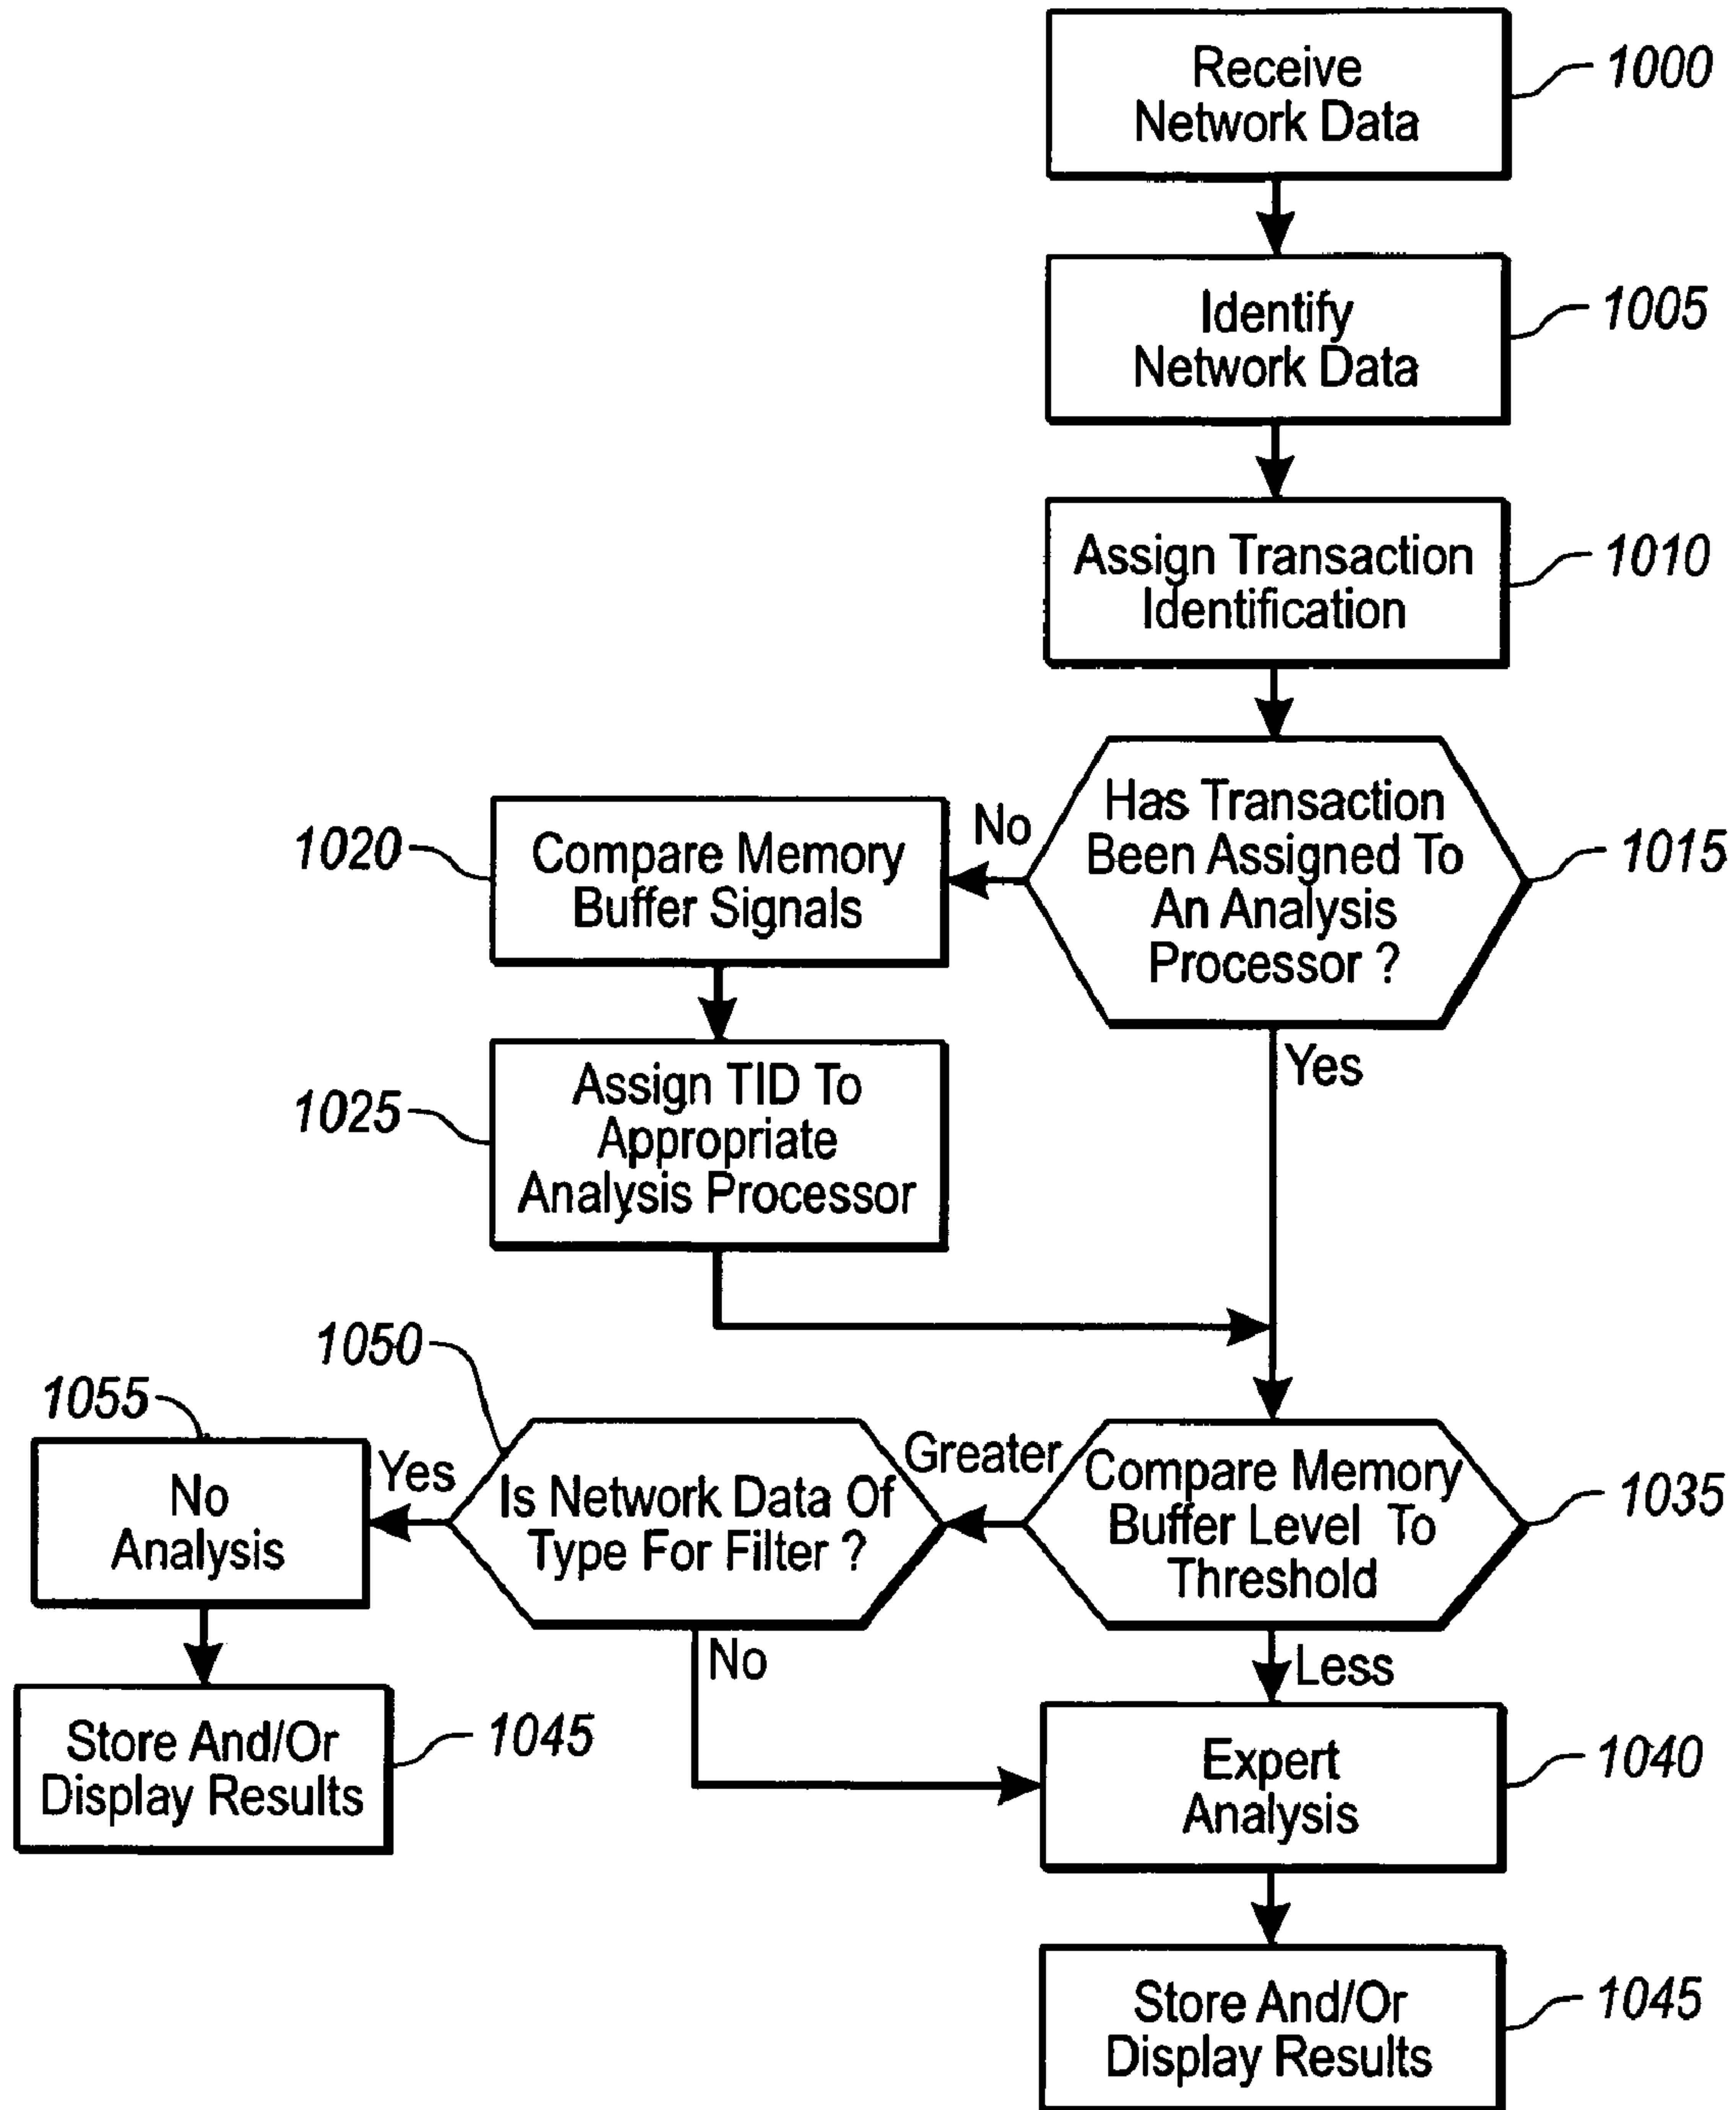 Receive
Network Data
1000
Identify
Network Data
1005
Assign Transaction
Identification
1010
Has Transaction
Been Assigned To
An Analysis
Processor ?
1015
No
Yes
1020
Compare Memory
Buffer Signals
1025
Assign TID To
Appropriate
Analysis Processor
1050
1055
No
Analysis
Yes
Is Network Data Of
Type For Filter ?
Greater
Compare Memory
Buffer Level To
Threshold
1035
No
Less
Store And/Or
Display Results
1045
Expert
Analysis
1040
Store And/Or
Display Results
1045